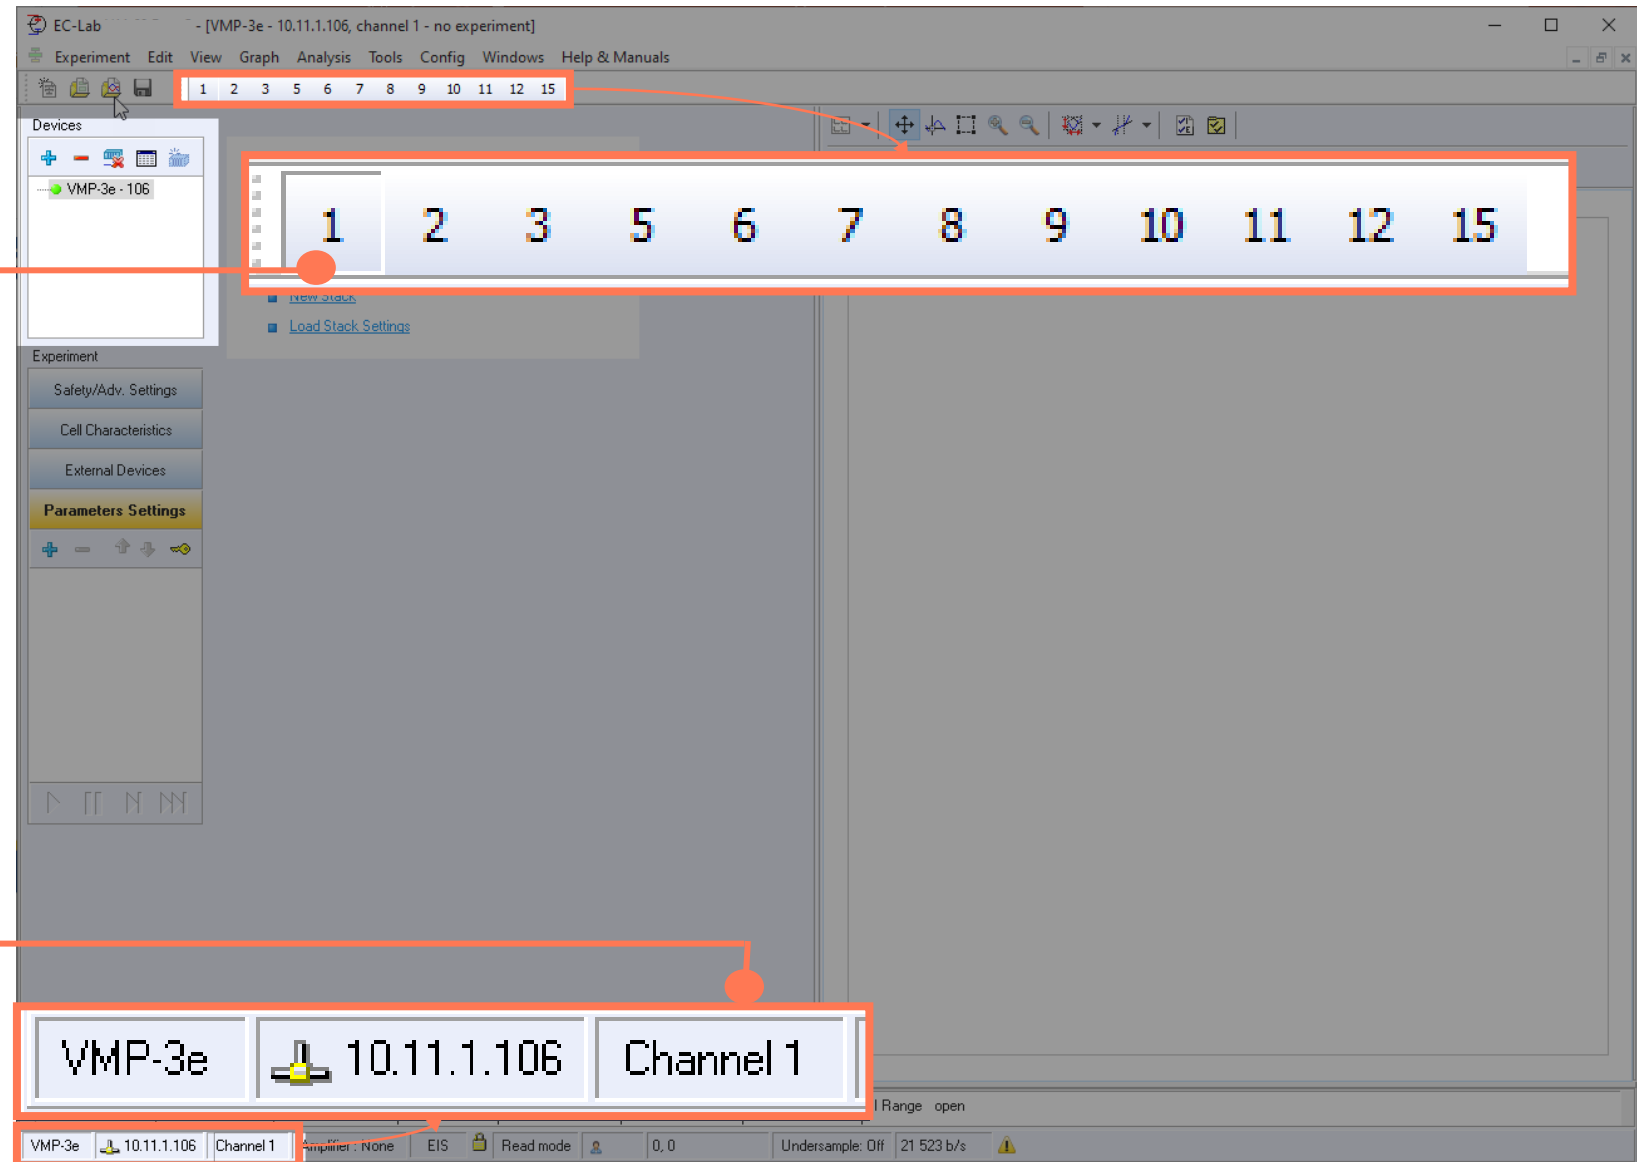 EC-Lab - [VMP-3e - 10.11.1.106, channel 1 - no experiment]
Experiment Edit View Graph Analysis Tools Config Windows Help & Manuals
1 2 3 5 6 7 8 9 10 11 12 15
Devices
VMP-3e - 106
1 2 3 5 6 7 8 9 10 11 12 15
New Stack
Load Stack Settings
Experiment
Safety/Adv. Settings
Cell Characteristics
External Devices
Parameters Settings
VMP-3e 10.11.1.106 Channel 1
Range open
VMP-3e 10.11.1.106 Channel 1 Amplifier : None EIS Read mode 0, 0 Undersample: Off 21 523 b/s